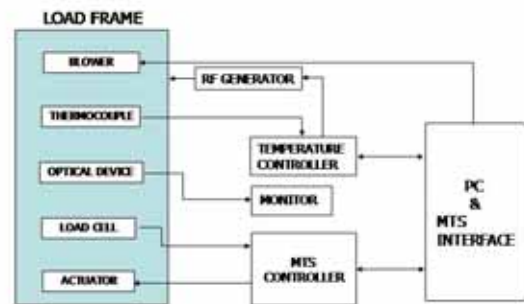 LOAD FRAME
BLOWER
RF GENERATOR
THERMOCOUPLE
TEMPERATURE
CONTROLLER
OPTICAL DEVICE
MONITOR
PC
&
MTS
INTERFACE
LOAD CELL
MTS
CONTROLLER
ACTUATOR